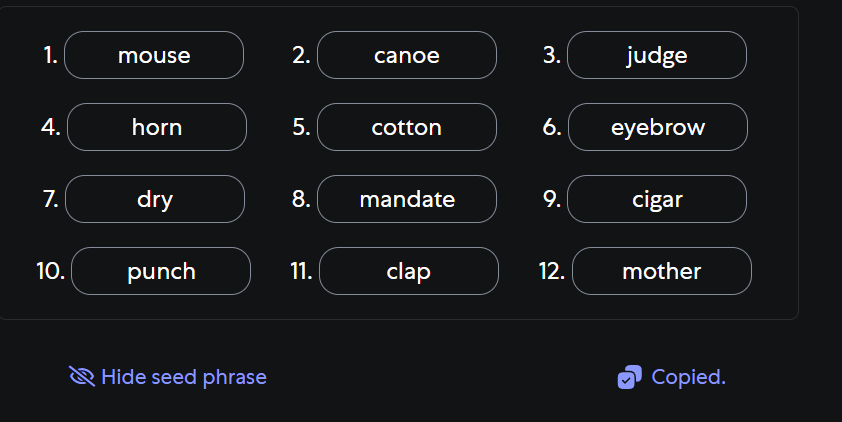 1. mouse 2. canoe 3. judge
4. horn 5. cotton 6. eyebrow
7. dry 8. mandate 9. cigar
10. punch 11. clap 12. mother
Hide seed phrase Copied.